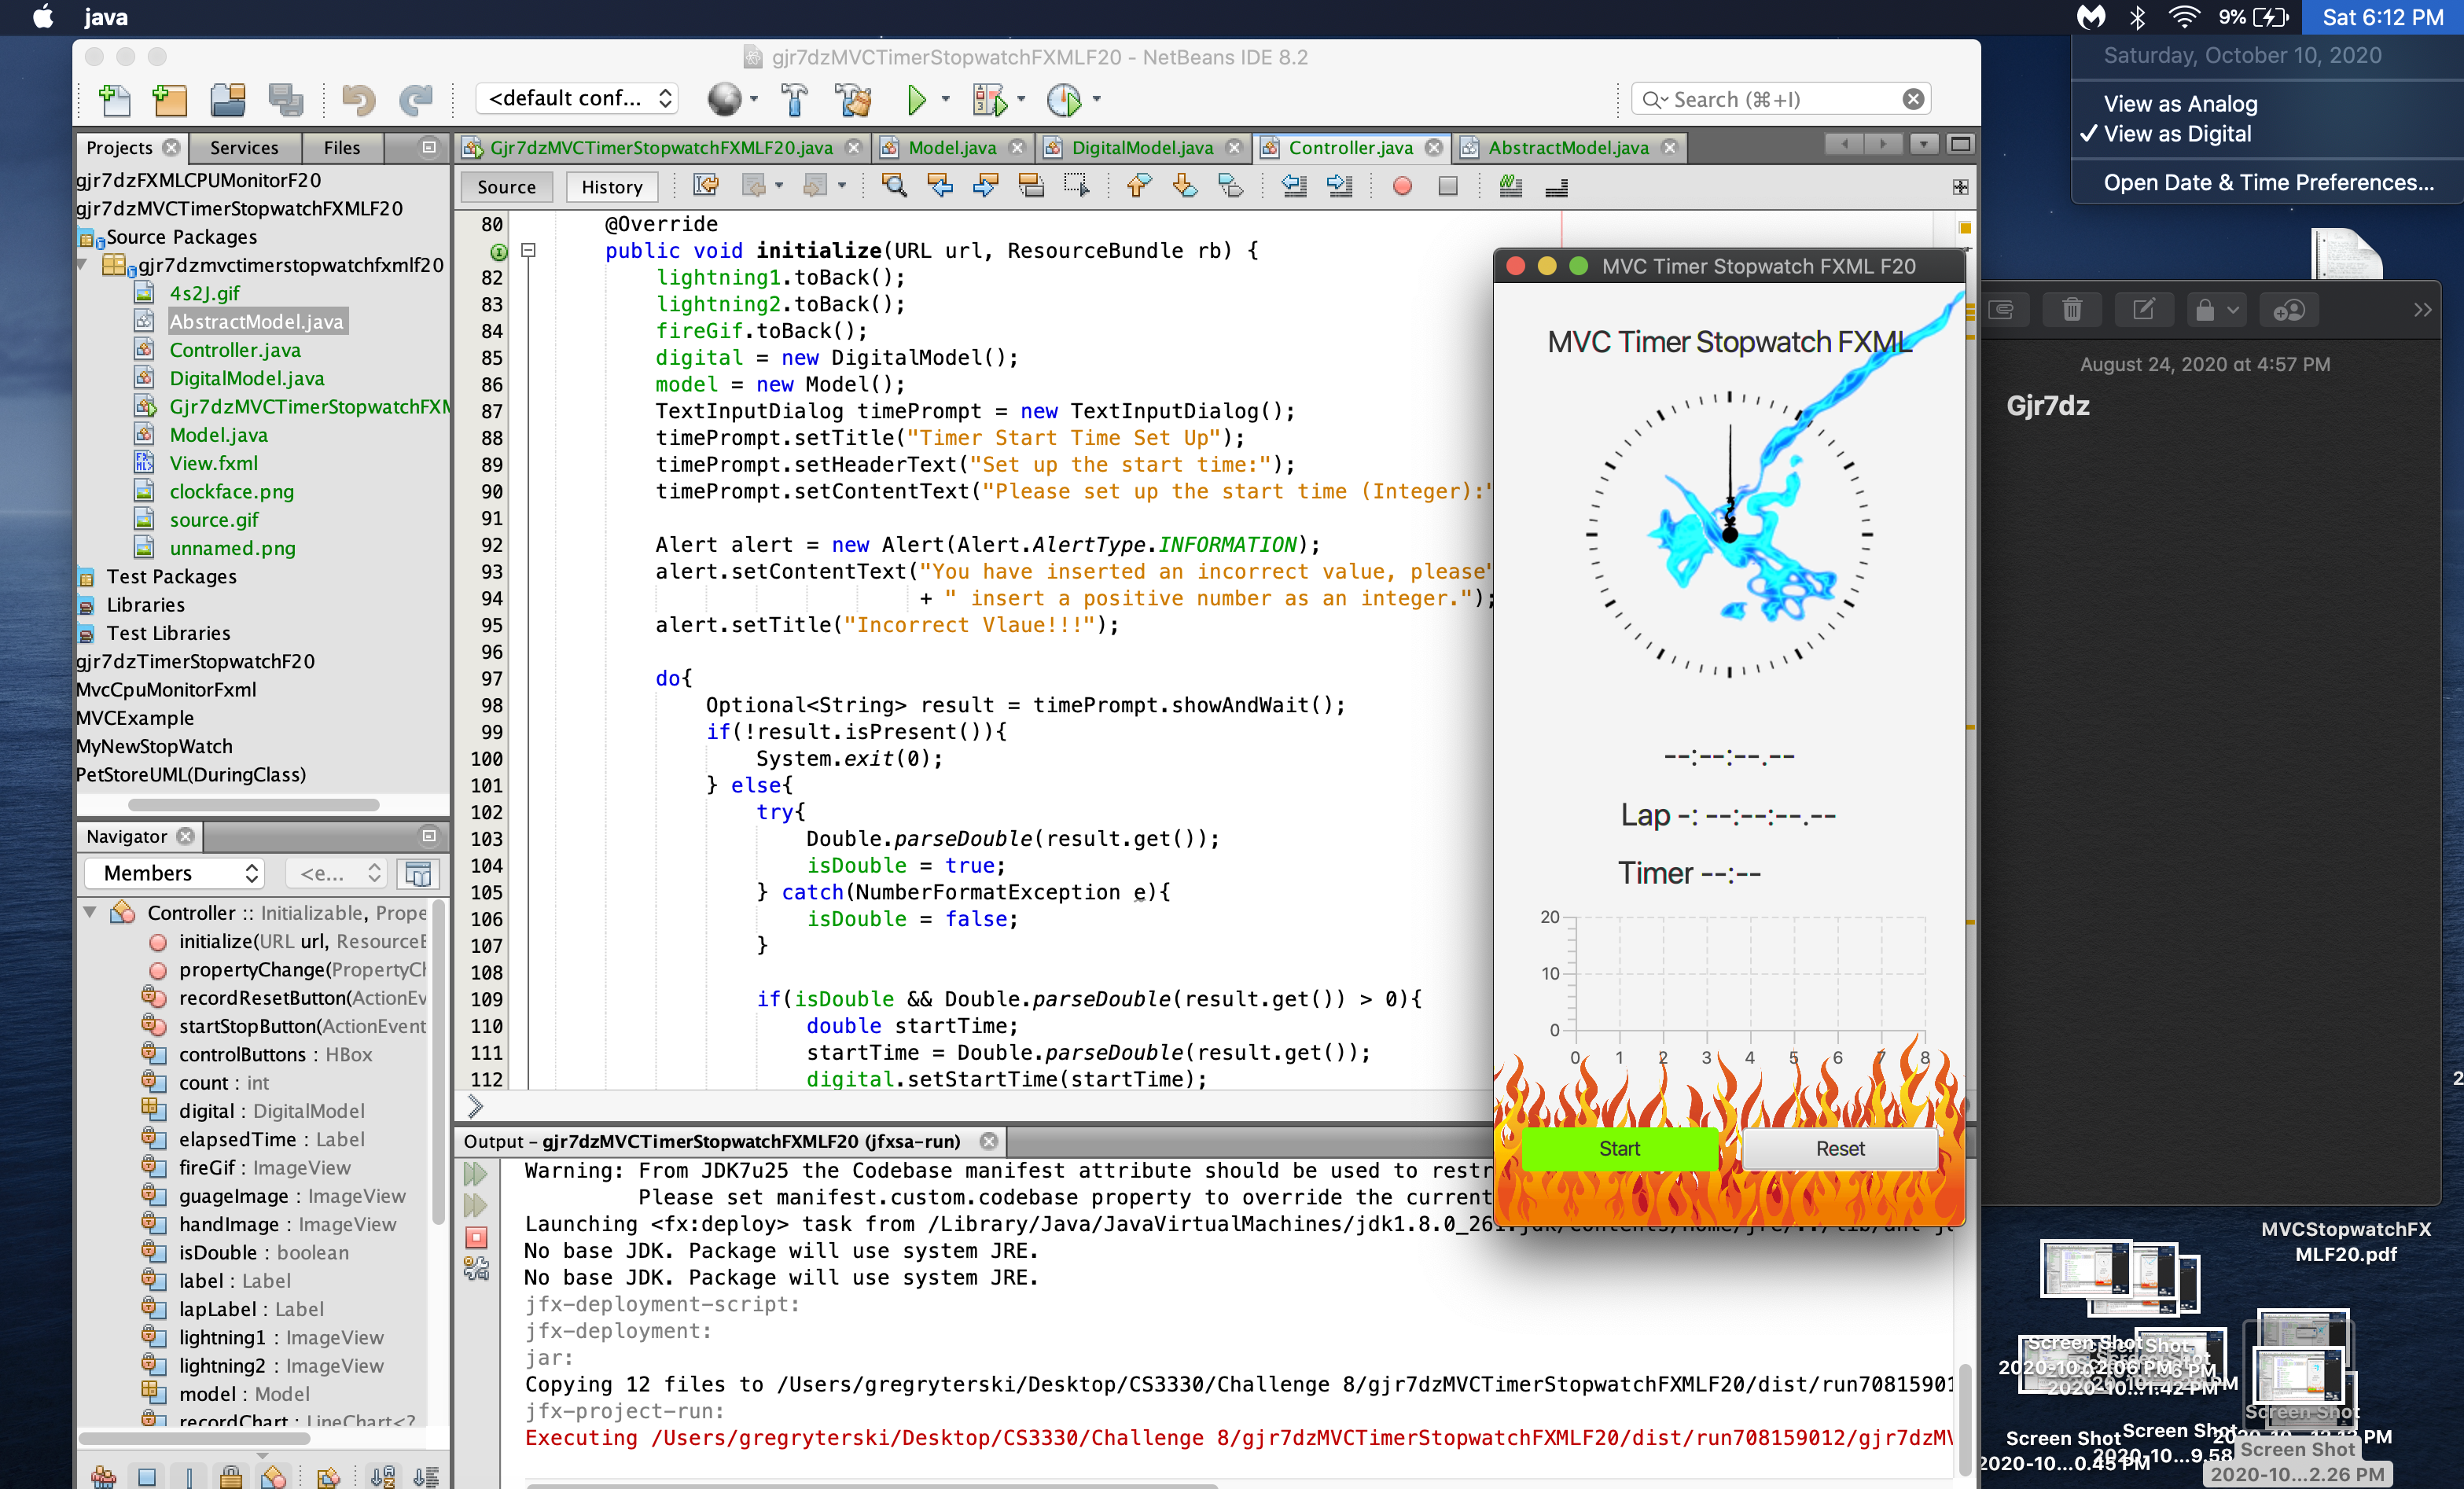 java
9%
Sat 6:12 PM
Saturday, October 10, 2020
View as Analog
✓ View as Digital
Open Date & Time Preferences...
gjr7dzMVCTimerStopwatchFXMLF20 - NetBeans IDE 8.2
<default conf...
Search (⌘+I)
Projects
Services
Files
Gjr7dzMVCTimerStopwatchFXMLF20.java
Model.java
DigitalModel.java
Controller.java
AbstractModel.java
Source
History
gjr7dzFXMLCPUMonitorF20
gjr7dzMVCTimerStopwatchFXMLF20
Source Packages
gjr7dzmvctimerstopwatchfxmlf20
4s2J.gif
AbstractModel.java
Controller.java
DigitalModel.java
Gjr7dzMVCTimerStopwatchFXM
Model.java
View.fxml
clockface.png
source.gif
unnamed.png
Test Packages
Libraries
Test Libraries
gjr7dzTimerStopwatchF20
MvcCpuMonitorFxml
MVCExample
MyNewStopWatch
PetStoreUML(DuringClass)
Navigator
Members
<e...
Controller :: Initializable, Prope
initialize(URL url, ResourceB
propertyChange(PropertyCh
recordResetButton(ActionEv
startStopButton(ActionEvent
controlButtons : HBox
count : int
digital : DigitalModel
elapsedTime : Label
fireGif : ImageView
guageImage : ImageView
handImage : ImageView
isDouble : boolean
label : Label
lapLabel : Label
lightning1 : ImageView
lightning2 : ImageView
model : Model
recordChart : LineChart<?
80 @Override
public void initialize(URL url, ResourceBundle rb) {
82 lightning1.toBack();
83 lightning2.toBack();
84 fireGif.toBack();
85 digital = new DigitalModel();
86 model = new Model();
87 TextInputDialog timePrompt = new TextInputDialog();
88 timePrompt.setTitle("Timer Start Time Set Up");
89 timePrompt.setHeaderText("Set up the start time:");
90 timePrompt.setContentText("Please set up the start time (Integer):"
91
92 Alert alert = new Alert(Alert.AlertType.INFORMATION);
93 alert.setContentText("You have inserted an incorrect value, please"
94 + " insert a positive number as an integer.");
95 alert.setTitle("Incorrect Vlaue!!!");
96
97 do{
98 Optional<String> result = timePrompt.showAndWait();
99 if(!result.isPresent()){
100 System.exit(0);
101 } else{
102 try{
103 Double.parseDouble(result.get());
104 isDouble = true;
105 } catch(NumberFormatException e){
106 isDouble = false;
107 }
108
109 if(isDouble && Double.parseDouble(result.get()) > 0){
110 double startTime;
111 startTime = Double.parseDouble(result.get());
112 digital.setStartTime(startTime);
Output - gjr7dzMVCTimerStopwatchFXMLF20 (jfxsa-run)
Warning: From JDK7u25 the Codebase manifest attribute should be used to restr
Please set manifest.custom.codebase property to override the current
Launching <fx:deploy> task from /Library/Java/JavaVirtualMachines/jdk1.8.0_261.jdk/Contents/Home/jre/../lib/ant-j
No base JDK. Package will use system JRE.
No base JDK. Package will use system JRE.
jfx-deployment-script:
jfx-deployment:
jar:
Copying 12 files to /Users/gregryterski/Desktop/CS3330/Challenge 8/gjr7dzMVCTimerStopwatchFXMLF20/dist/run70815901
jfx-project-run:
Executing /Users/gregryterski/Desktop/CS3330/Challenge 8/gjr7dzMVCTimerStopwatchFXMLF20/dist/run708159012/gjr7dzMV
MVC Timer Stopwatch FXML F20
MVC Timer Stopwatch FXML
--:--:--.--
Lap -: --:--:--.--
Timer --:--
20
10
0
0 1 2 3 4 5 6 7 8
Start
Reset
August 24, 2020 at 4:57 PM
Gjr7dz
2
MVCStopwatchFX
MLF20.pdf
Screen Shot
2020-10...2.06 PM
2020-10...1.42 PM
Screen Shot
2020-10...0.45 PM
Screen Shot
2020-10...9.58
Screen Shot
Screen Shot
2020-10...2.26 PM